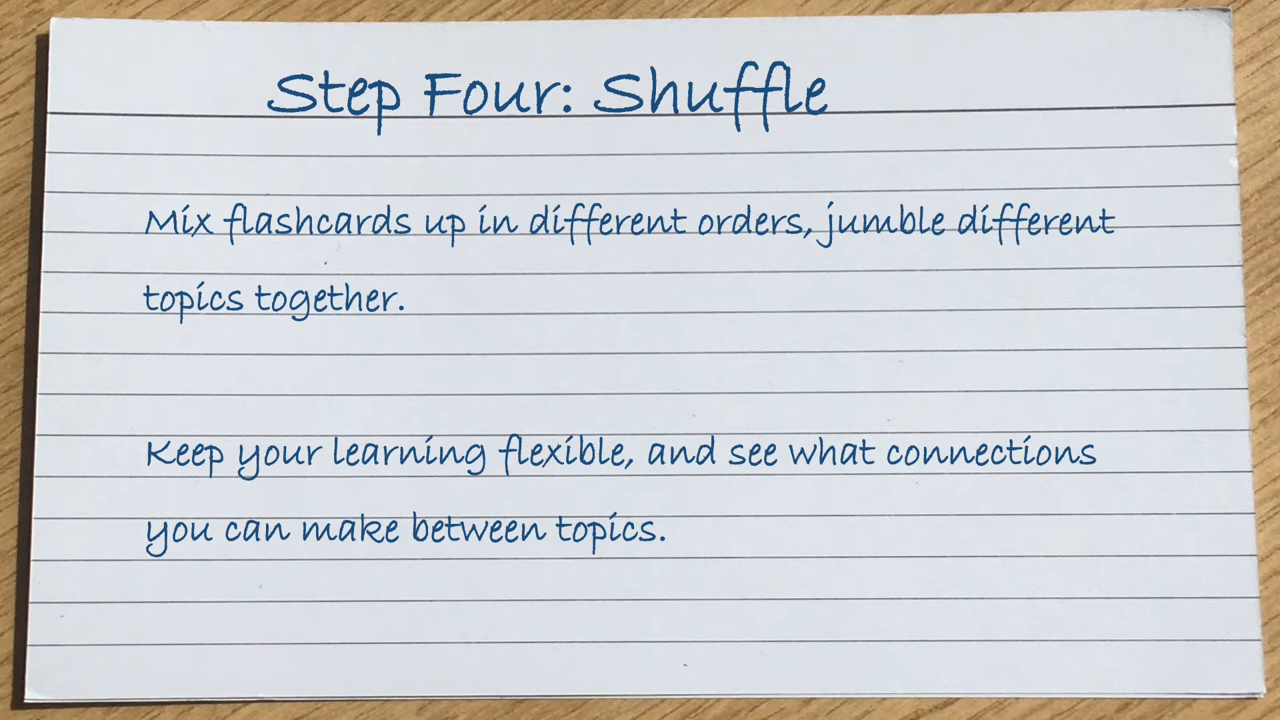 Step Four: Shuffle
Mix flashcards up in different orders, jumble different
topics together.
Keep your learning flexible, and see what connections
you can make between topics.